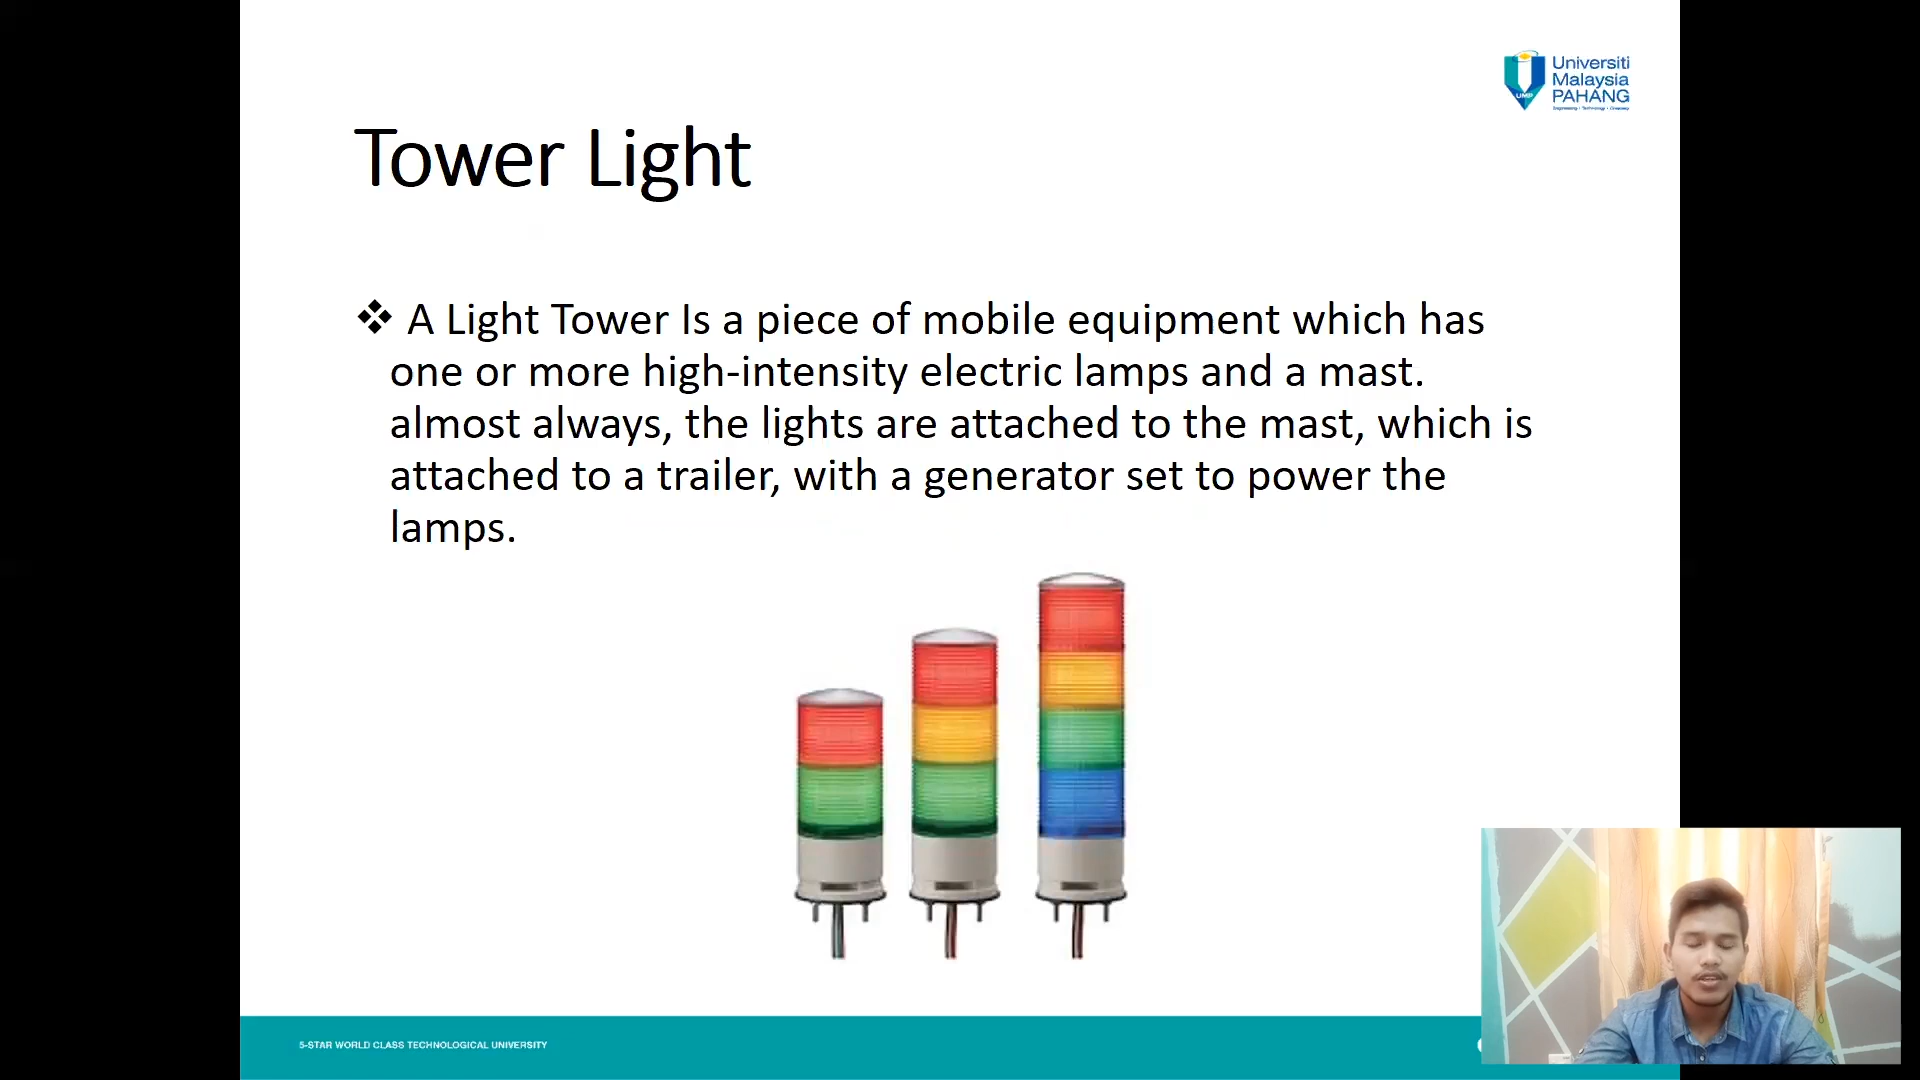 Universiti
Malaysia
PAHANG
UMP
Tower Light
❖ A Light Tower Is a piece of mobile equipment which has
one or more high-intensity electric lamps and a mast.
almost always, the lights are attached to the mast, which is
attached to a trailer, with a generator set to power the
lamps.
5-STAR WORLD CLASS TECHNOLOGICAL UNIVERSITY